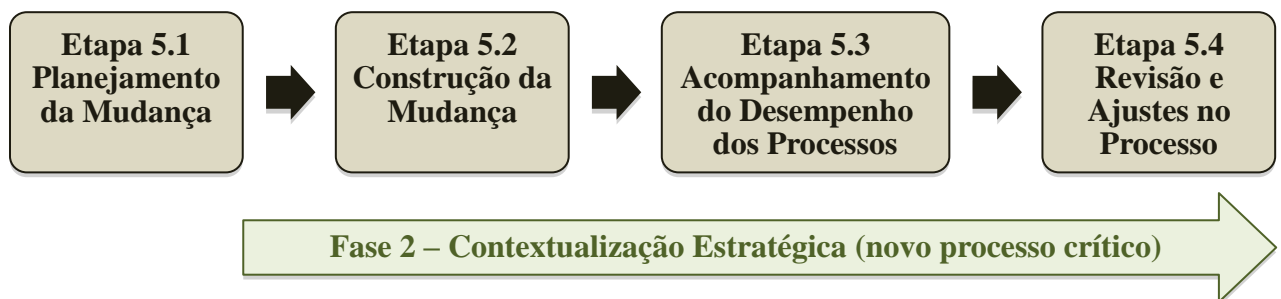 Etapa 5.1
Planejamento
da Mudança
Etapa 5.2
Construção da
Mudança
Etapa 5.3
Acompanhamento
do Desempenho
dos Processos
Etapa 5.4
Revisão e
Ajustes no
Processo
Fase 2 – Contextualização Estratégica (novo processo crítico)